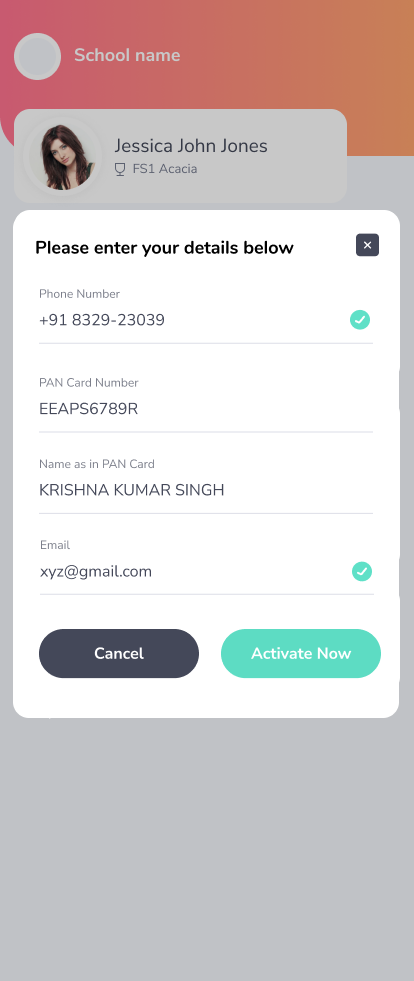 School name
Jessica John Jones
FS1 Acacia
Please enter your details below
Phone Number
+91 8329-23039
PAN Card Number
EEAPS6789R
Name as in PAN Card
KRISHNA KUMAR SINGH
Email
xyz@gmail.com
Cancel
Activate Now